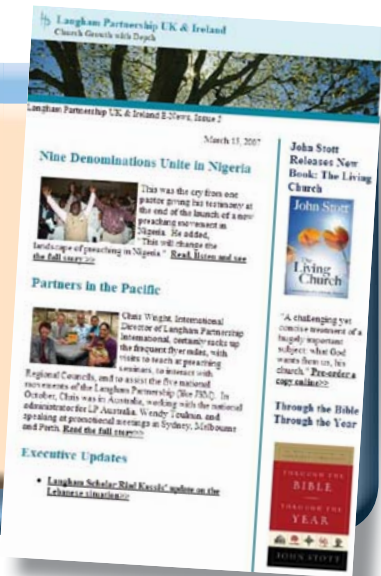 Langham Partnership UK & Ireland
Church Growth with Depth
Langham Partnership UK & Ireland E-News, Issue
March 13, 2007
Nine Denominations Unite in Nigeria
This was the cry from one
pastor giving his testimony at
the end of the launch of a new
preaching movement in
Nigeria. He added,
"This will change the
landscape of preaching in Nigeria." Read, listen and see
the full story>>
Partners in the Pacific
Chris Wright, International
Director of Langham Partnership
International, certainly racks up
the frequent flyer miles, with
visits to teach at preaching
seminars, to interact with
Regional Councils, and to assist the five national
movements of the Langham Partnership (like JSM). In
October, Chris was in Australia, working with the national
administrator for LP Australia, Wendy Toulmin, and
speaking at promotional meetings in Sydney, Melbourne
and Perth. Read the full story>>
Executive Updates
• Langham Scholar Riad Kassis' update on the
Lebanese situation>>
John Stott
Releases New
Book: The Living
Church
John Stott
The
Living
Church
"A challenging yet
concise treatment of a
hugely important
subject: what God
wants from us, his
church." Pre-order a
copy online>>
Through the Bible
Through the Year
THROUGH THE
BIBLE
THROUGH THE
YEAR
JOHN STOTT